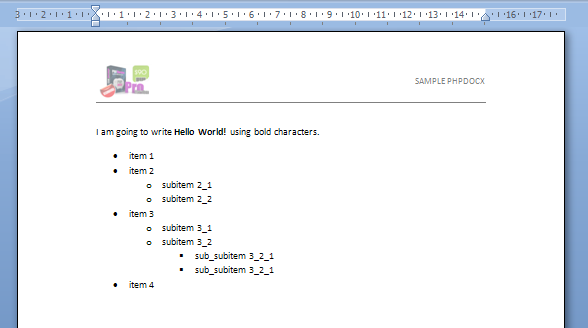 3 · 2 · 1 · 1 · 2 · 3 · 4 · 5 · 6 · 7 · 8 · 9 · 10 · 11 · 12 · 13 · 14 · 16 · 17
PRO
Pro
SAMPLE PHPDOCX
I am going to write Hello World! using bold characters.
• item 1
• item 2
o subitem 2_1
o subitem 2_2
• item 3
o subitem 3_1
o subitem 3_2
▪ sub_subitem 3_2_1
▪ sub_subitem 3_2_1
• item 4